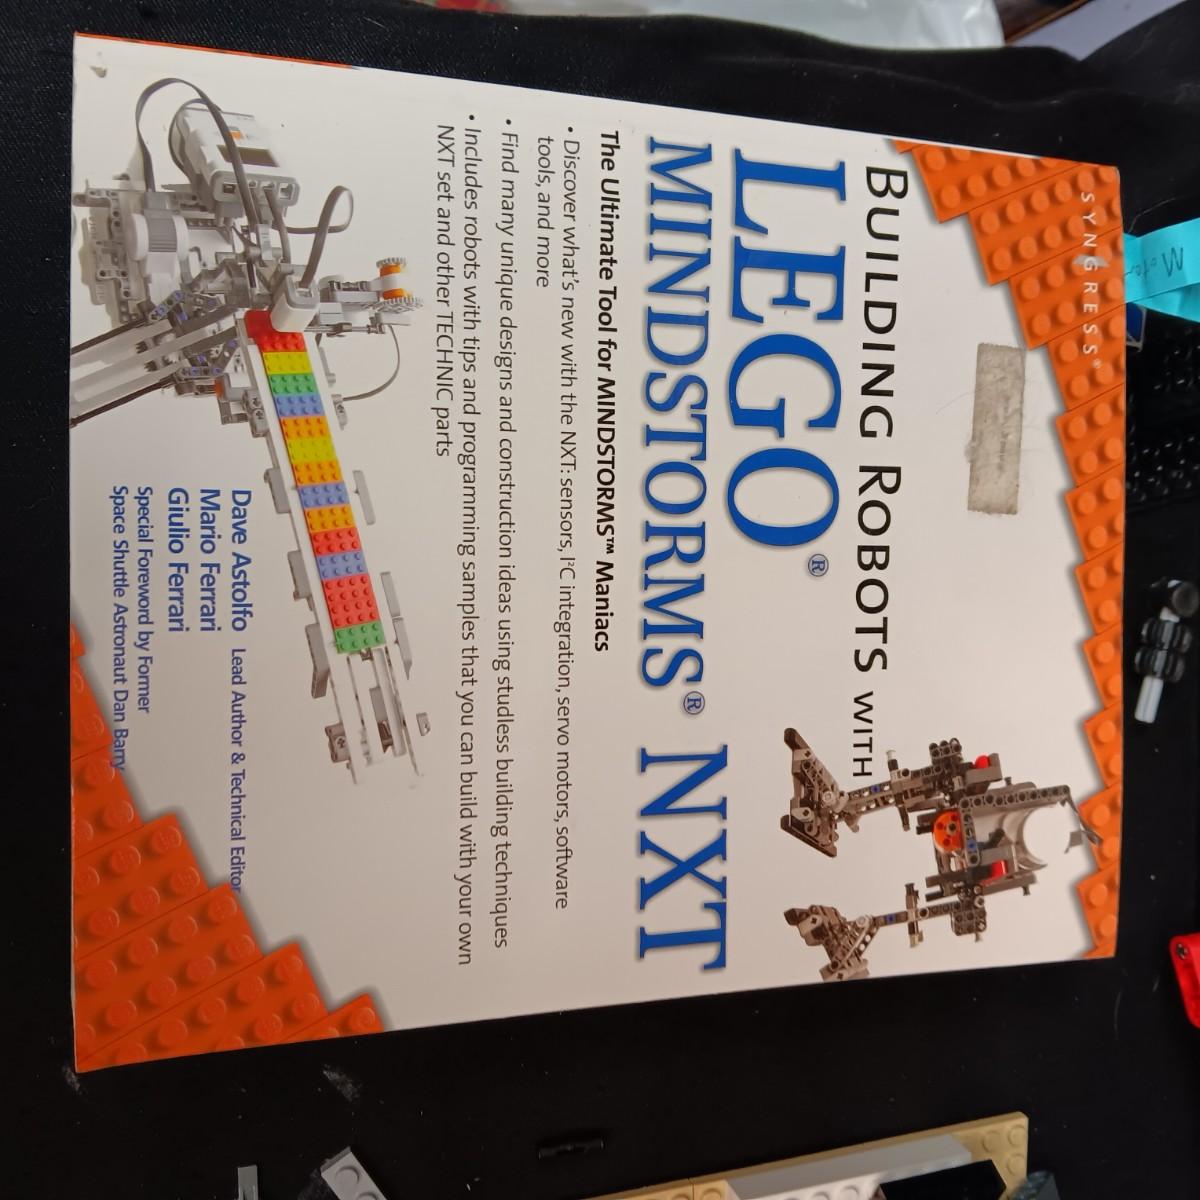 SYNGRESS®
BUILDING ROBOTS WITH
LEGO®
MINDSTORMS® NXT
The Ultimate Tool for MINDSTORMS™ Maniacs
• Discover what's new with the NXT: sensors, I²C integration, servo motors, software
tools, and more
• Find many unique designs and construction ideas using studless building techniques
• Includes robots with tips and programming samples that you can build with your own
NXT set and other TECHNIC parts
Dave Astolfo Lead Author & Technical Editor
Mario Ferrari
Giulio Ferrari
Special Foreword by Former
Space Shuttle Astronaut Dan Barry